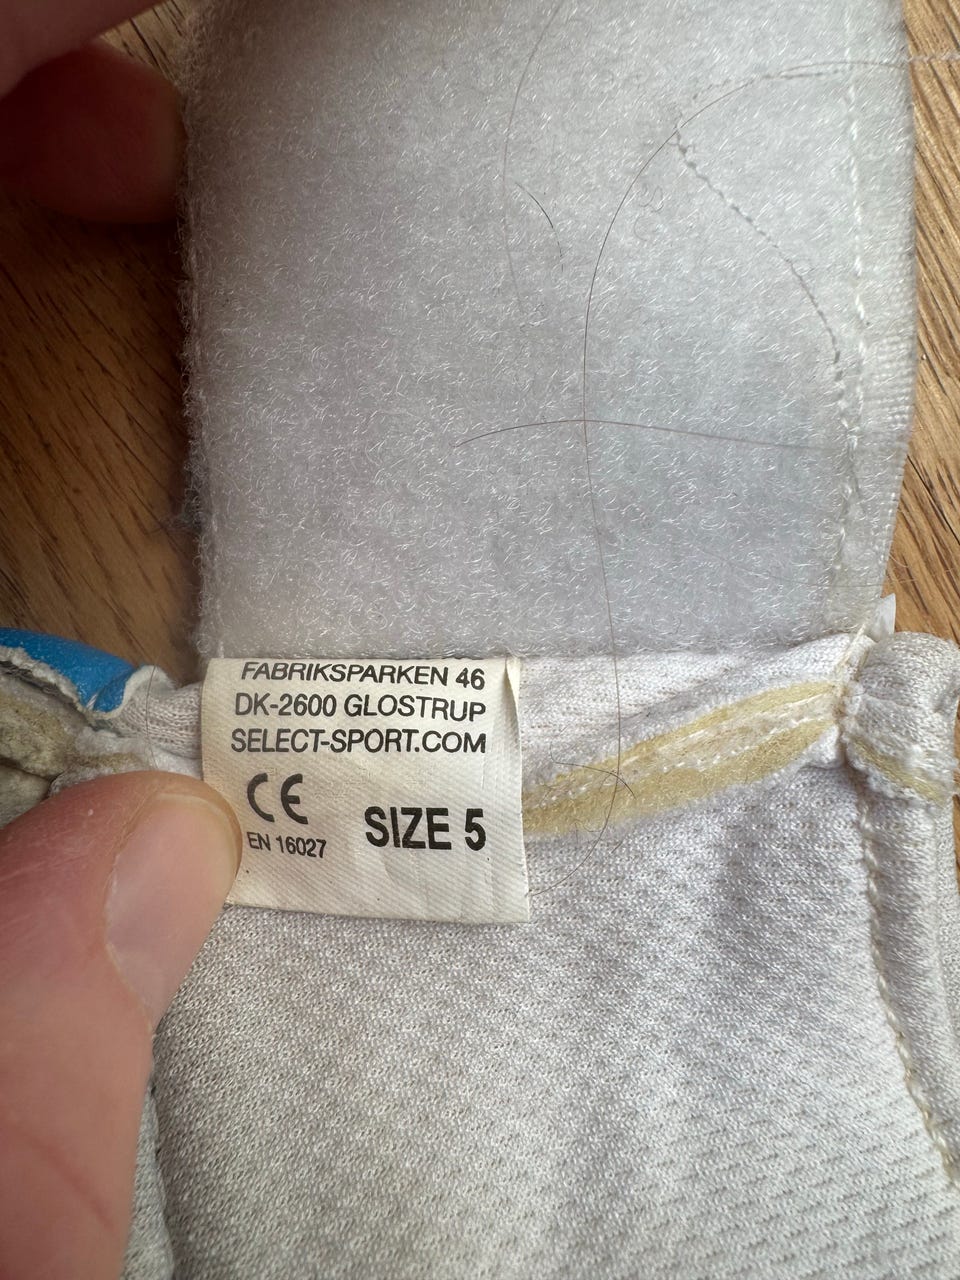 FABRIKSPARKEN 46
DK-2600 GLOSTRUP
SELECT-SPORT.COM
CE
EN 16027
SIZE 5